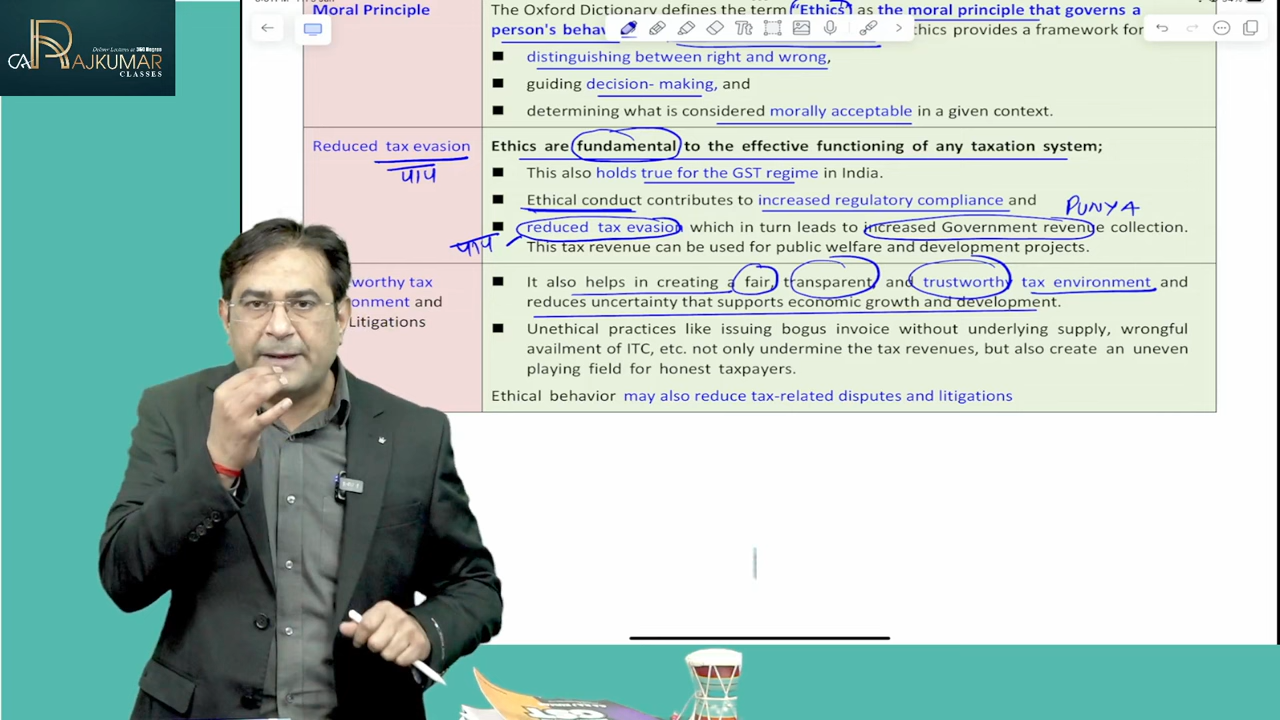 Moral Principle
The Oxford Dictionary defines the term "Ethics") as the moral principle that governs a
person's behav thics provides a framework for
distinguishing between right and wrong,
guiding decision- making, and
determining what is considered morally acceptable in a given context.
Reduced tax evasion
पाप
Ethics are fundamental to the effective functioning of any taxation system;
This also holds true for the GST regime in India.
Ethical conduct contributes to increased regulatory compliance and
PUNYA
reduced tax evasion which in turn leads to increased Government revenue collection.
पाप
This tax revenue can be used for public welfare and development projects.
worthy tax
onment and
Litigations
It also helps in creating a fair, transparent, and trustworthy tax environment and
reduces uncertainty that supports economic growth and development.
Unethical practices like issuing bogus invoice without underlying supply, wrongful
availment of ITC, etc. not only undermine the tax revenues, but also create an uneven
playing field for honest taxpayers.
Ethical behavior may also reduce tax-related disputes and litigations
Deliver Lectures at 360 Degree
CA RAJKUMAR
CLASSES